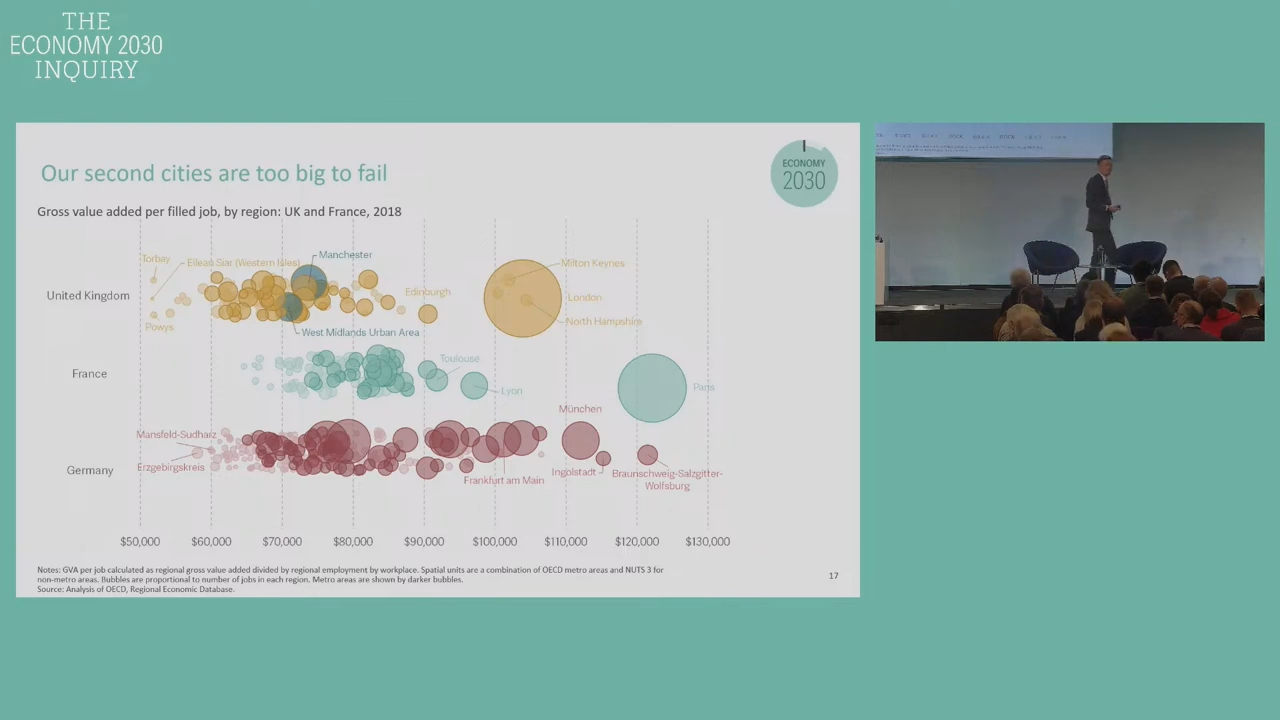 THE
ECONOMY 2030
INQUIRY
Our second cities are too big to fail
ECONOMY
2030
Gross value added per filled job, by region: UK and France, 2018
Torbay
Eilean Siar (Western Isles)
Manchester
Milton Keynes
United Kingdom
Edinburgh
London
North Hampshire
Powys
West Midlands Urban Area
France
Toulouse
Lyon
Paris
München
Mansfeld-Südharz
Erzgebirgskreis
Germany
Frankfurt am Main
Ingolstadt
Braunschweig-Salzgitter-
Wolfsburg
$50,000 $60,000 $70,000 $80,000 $90,000 $100,000 $110,000 $120,000 $130,000
Notes: GVA per job calculated as regional gross value added divided by regional employment by workplace. Spatial units are a combination of OECD metro areas and NUTS 3 for
non-metro areas. Bubbles are proportional to number of jobs in each region. Metro areas are shown by darker bubbles.
Source: Analysis of OECD, Regional Economic Database.
17